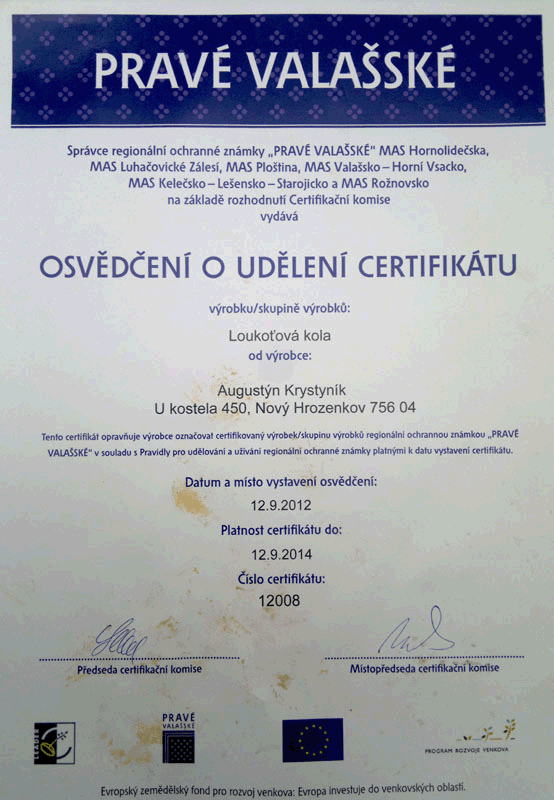 PRAVÉ VALAŠSKÉ
Správce regionální ochranné známky „PRAVÉ VALAŠSKÉ“ MAS Hornolidečska,
MAS Luhačovické Zálesí, MAS Ploština, MAS Valašsko – Horní Vsacko,
MAS Kelečsko – Lešensko – Starojicko a MAS Rožnovsko
na základě rozhodnutí Certifikační komise
vydává
OSVĚDČENÍ O UDĚLENÍ CERTIFIKÁTU
výrobku/skupině výrobků:
Loukoťová kola
od výrobce:
Augustýn Krystyník
U kostela 450, Nový Hrozenkov 756 04
Tento certifikát opravňuje výrobce označovat certifikovaný výrobek/skupinu výrobků regionální ochrannou známkou „PRAVÉ
VALAŠSKÉ“ v souladu s Pravidly pro udělování a užívání regionální ochranné známky platnými k datu vystavení certifikátu.
Datum a místo vystavení osvědčení:
12.9.2012
Platnost certifikátu do:
12.9.2014
Číslo certifikátu:
12008
Předseda certifikační komise
Místopředseda certifikační komise
LEADER
PRAVÉ
VALAŠSKÉ
PROGRAM ROZVOJE VENKOVA
Evropský zemědělský fond pro rozvoj venkova: Evropa investuje do venkovských oblastí.